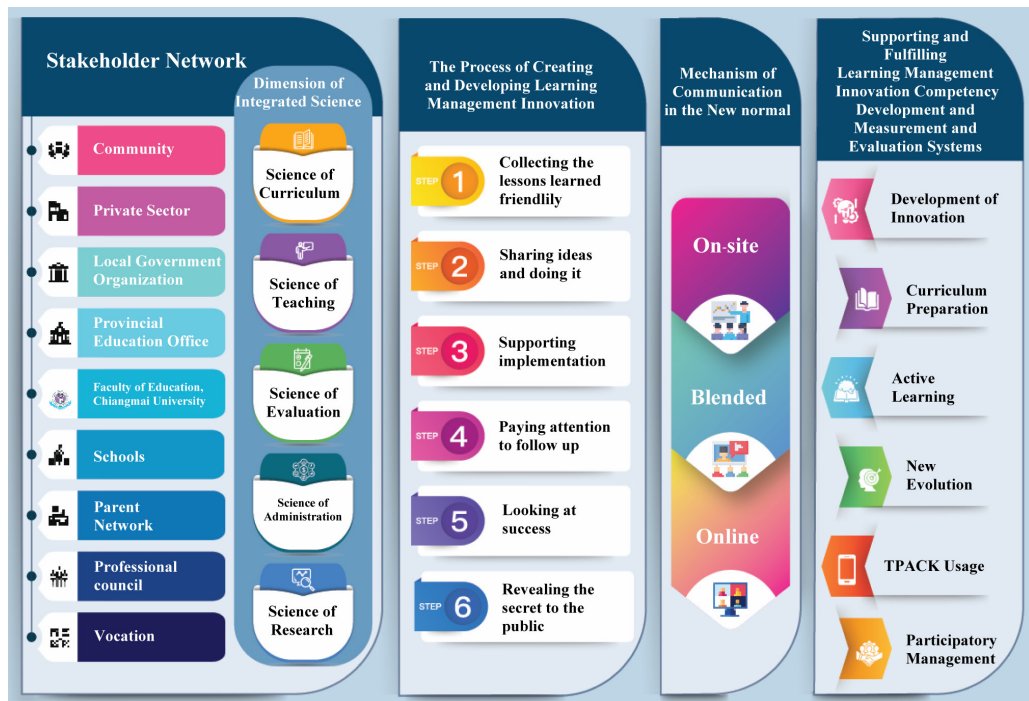 Stakeholder Network
Dimension of
Integrated Science
Community
Private Sector
Local Government
Organization
Provincial
Education Office
Faculty of Education,
Chiangmai University
Schools
Parent
Network
Professional
council
Vocation
Science of
Curriculum
Science of
Teaching
Science of
Evaluation
Science of
Administration
Science of
Research
The Process of Creating
and Developing Learning
Management Innovation
STEP 1
Collecting the
lessons learned
friendlily
STEP 2
Sharing ideas
and doing it
STEP 3
Supporting
implementation
STEP 4
Paying attention
to follow up
STEP 5
Looking at
success
STEP 6
Revealing the
secret to the
public
Mechanism of
Communication
in the New normal
On-site
Blended
Online
Supporting and
Fulfilling
Learning Management
Innovation Competency
Development and
Measurement and
Evaluation Systems
Development of
Innovation
Curriculum
Preparation
Active
Learning
New
Evolution
TPACK Usage
Participatory
Management